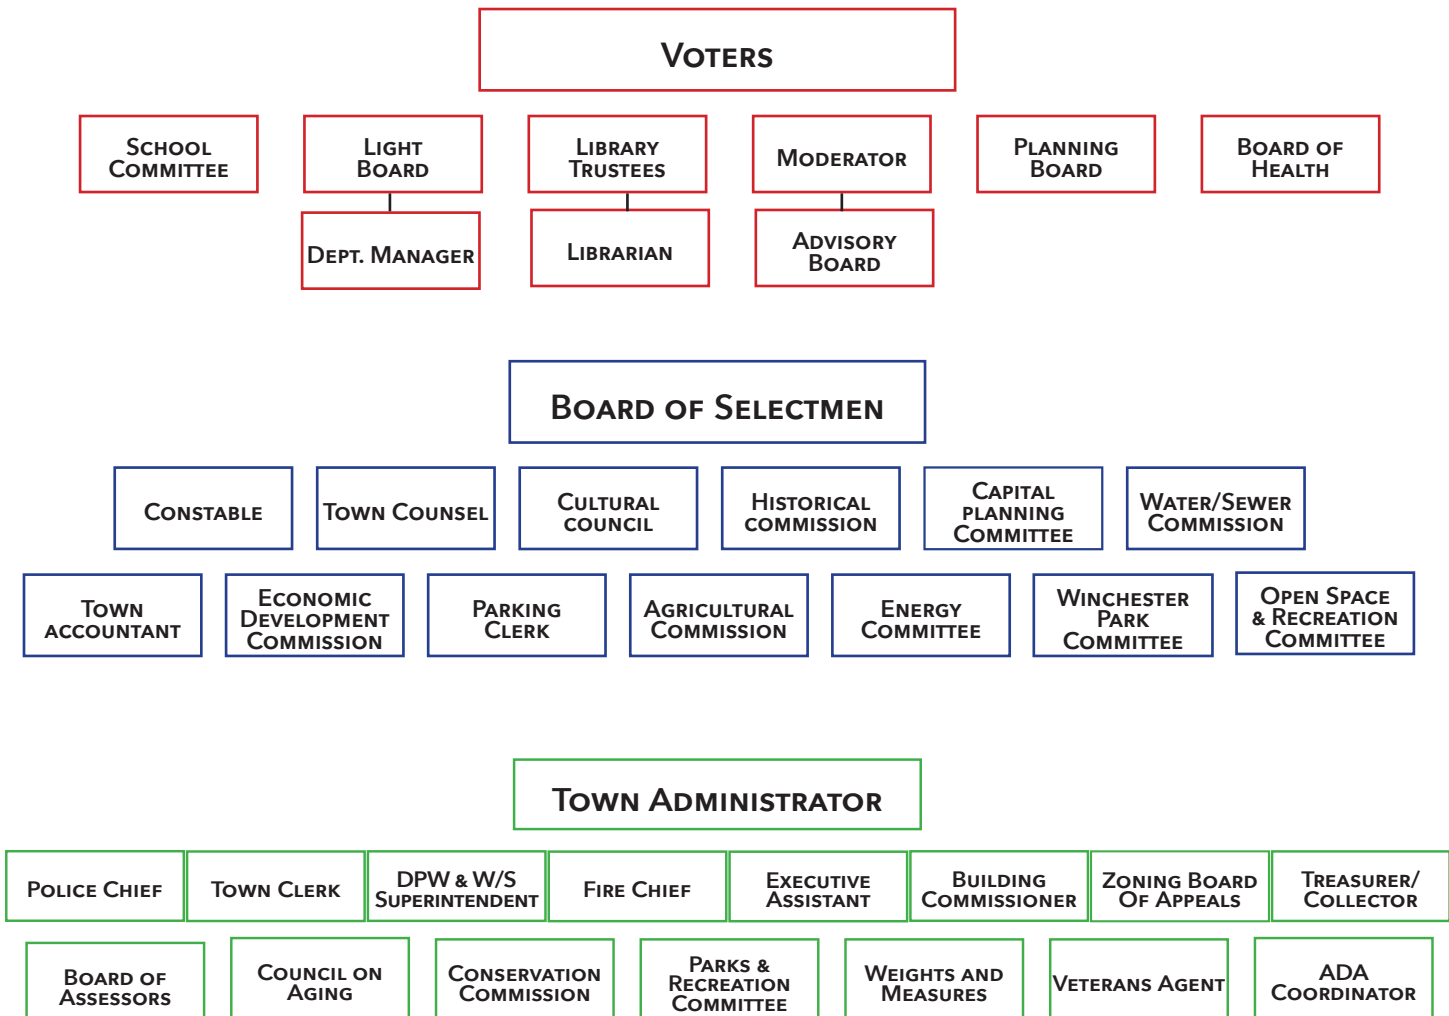 Voters
School
Committee
Light
Board
Library
Trustees
Moderator
Planning
Board
Board of
Health
Dept. Manager
Librarian
Advisory
Board
Board of Selectmen
Constable
Town Counsel
Cultural
council
Historical
commission
Capital
planning
Committee
Water/Sewer
Commission
Town
accountant
Economic
Development
Commission
Parking
Clerk
Agricultural
Commission
Energy
Committee
Winchester
Park
Committee
Open Space
& Recreation
Committee
Town Administrator
Police Chief
Town Clerk
DPW & W/S
Superintendent
Fire Chief
Executive
Assistant
Building
Commissioner
Zoning Board
Of Appeals
Treasurer/
Collector
Board of
Assessors
Council on
Aging
Conservation
Commission
Parks &
Recreation
Committee
Weights and
Measures
Veterans Agent
ADA
Coordinator